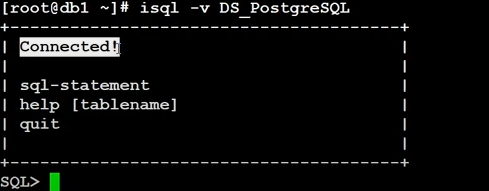 [root@db1 ~]# isql -v DS_PostgreSQL
+---------------------------------------+
| Connected!                            |
|                                       |
| sql-statement                         |
| help [tablename]                      |
| quit                                  |
|                                       |
+---------------------------------------+
SQL>